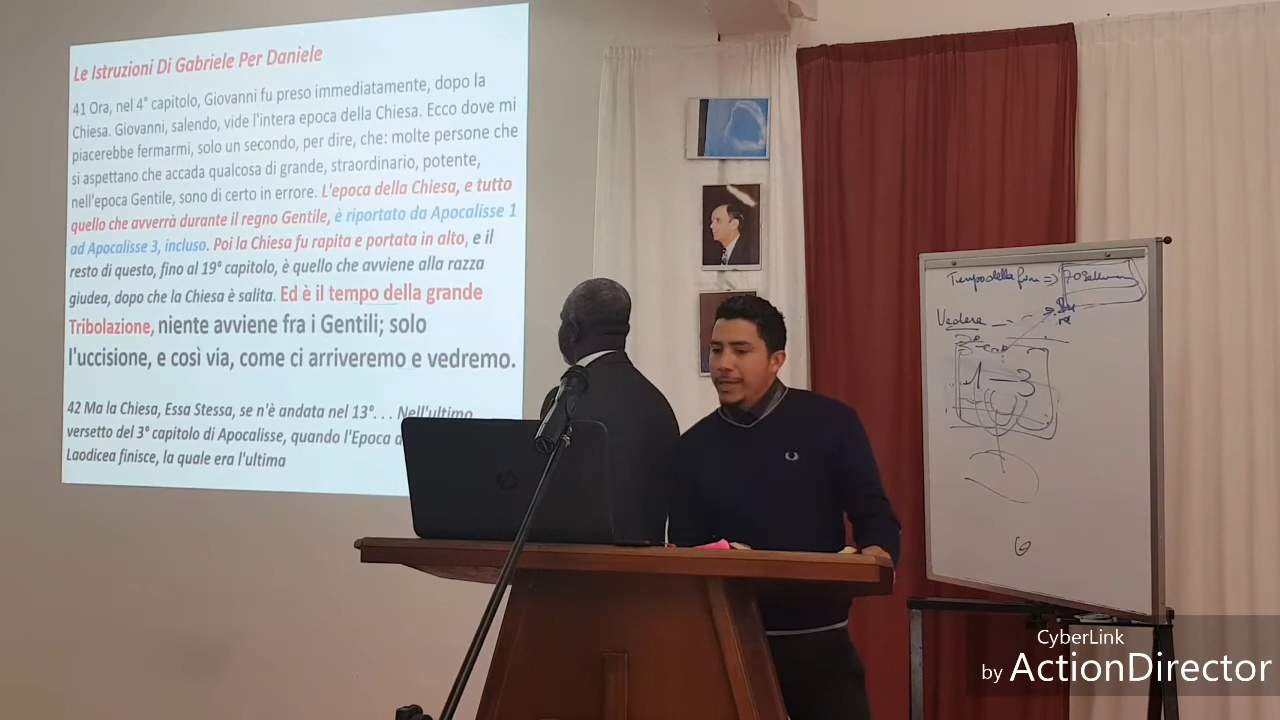 Le Istruzioni Di Gabriele Per Daniele
41 Ora, nel 4° capitolo, Giovanni fu preso immediatamente, dopo la
Chiesa. Giovanni, salendo, vide l'intera epoca della Chiesa. Ecco dove mi
piacerebbe fermarmi, solo un secondo, per dire, che: molte persone che
si aspettano che accada qualcosa di grande, straordinario, potente,
nell'epoca Gentile, sono di certo in errore. L'epoca della Chiesa, e tutto
quello che avverrà durante il regno Gentile, è riportato da Apocalisse 1
ad Apocalisse 3, incluso. Poi la Chiesa fu rapita e portata in alto, e il
resto di questo, fino al 19° capitolo, è quello che avviene alla razza
giudea, dopo che la Chiesa è salita. Ed è il tempo della grande
Tribolazione, niente avviene fra i Gentili; solo
l'uccisione, e così via, come ci arriveremo e vedremo.
42 Ma la Chiesa, Essa Stessa, se n'è andata nel 13°. . . Nell'ultimo
versetto del 3° capitolo di Apocalisse, quando l'Epoca
Laodicea finisce, la quale era l'ultima
Tempo della fine ⇒
Vedere
1 – 3
CyberLink
by ActionDirector